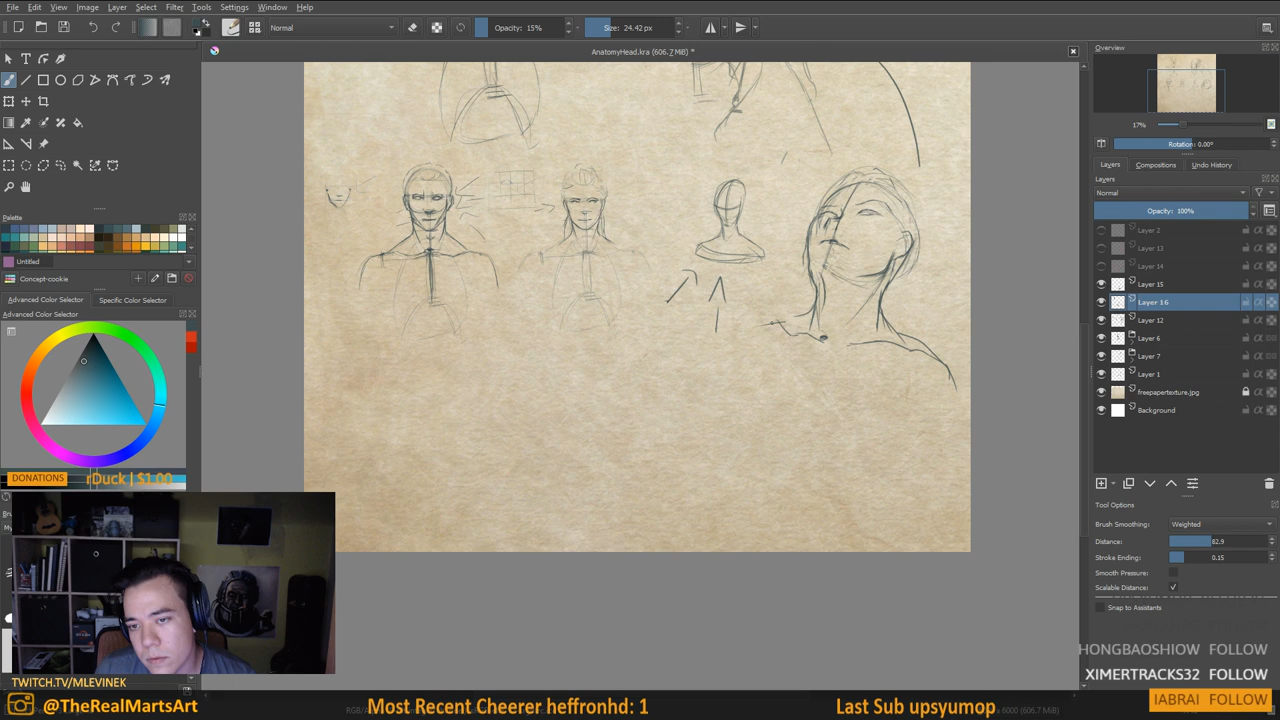 File Edit View Image Layer Select Filter Tools Settings Window Help
Normal
Opacity: 15%
Size: 24.42 px
AnatomyHead.kra (606.7 MiB) *
Overview
17%
Rotation: 0.00°
Layers Compositions Undo History
Layers
Normal
Opacity: 100%
Layer 2
Layer 13
Layer 14
Layer 15
Layer 16
Layer 12
Layer 6
Layer 7
Layer 1
freepapertexture.jpg
Background
Tool Options
Brush Smoothing: Weighted
Distance: 82.9
Stroke Ending: 0.15
Smooth Pressure:
Scalable Distance: ✓
Snap to Assistants
Palette
Untitled
Concept-cookie
Advanced Color Selector Specific Color Selector
Advanced Color Selector
DONATIONS rDuck | $1.00
TWITCH.TV/MLEVINEK
HONGBAOSHIOW FOLLOW
XIMERTRACKS32 FOLLOW
IABRAI FOLLOW
@TheRealMartsArt
Most Recent Cheerer heffronhd: 1
Last Sub upsyumop